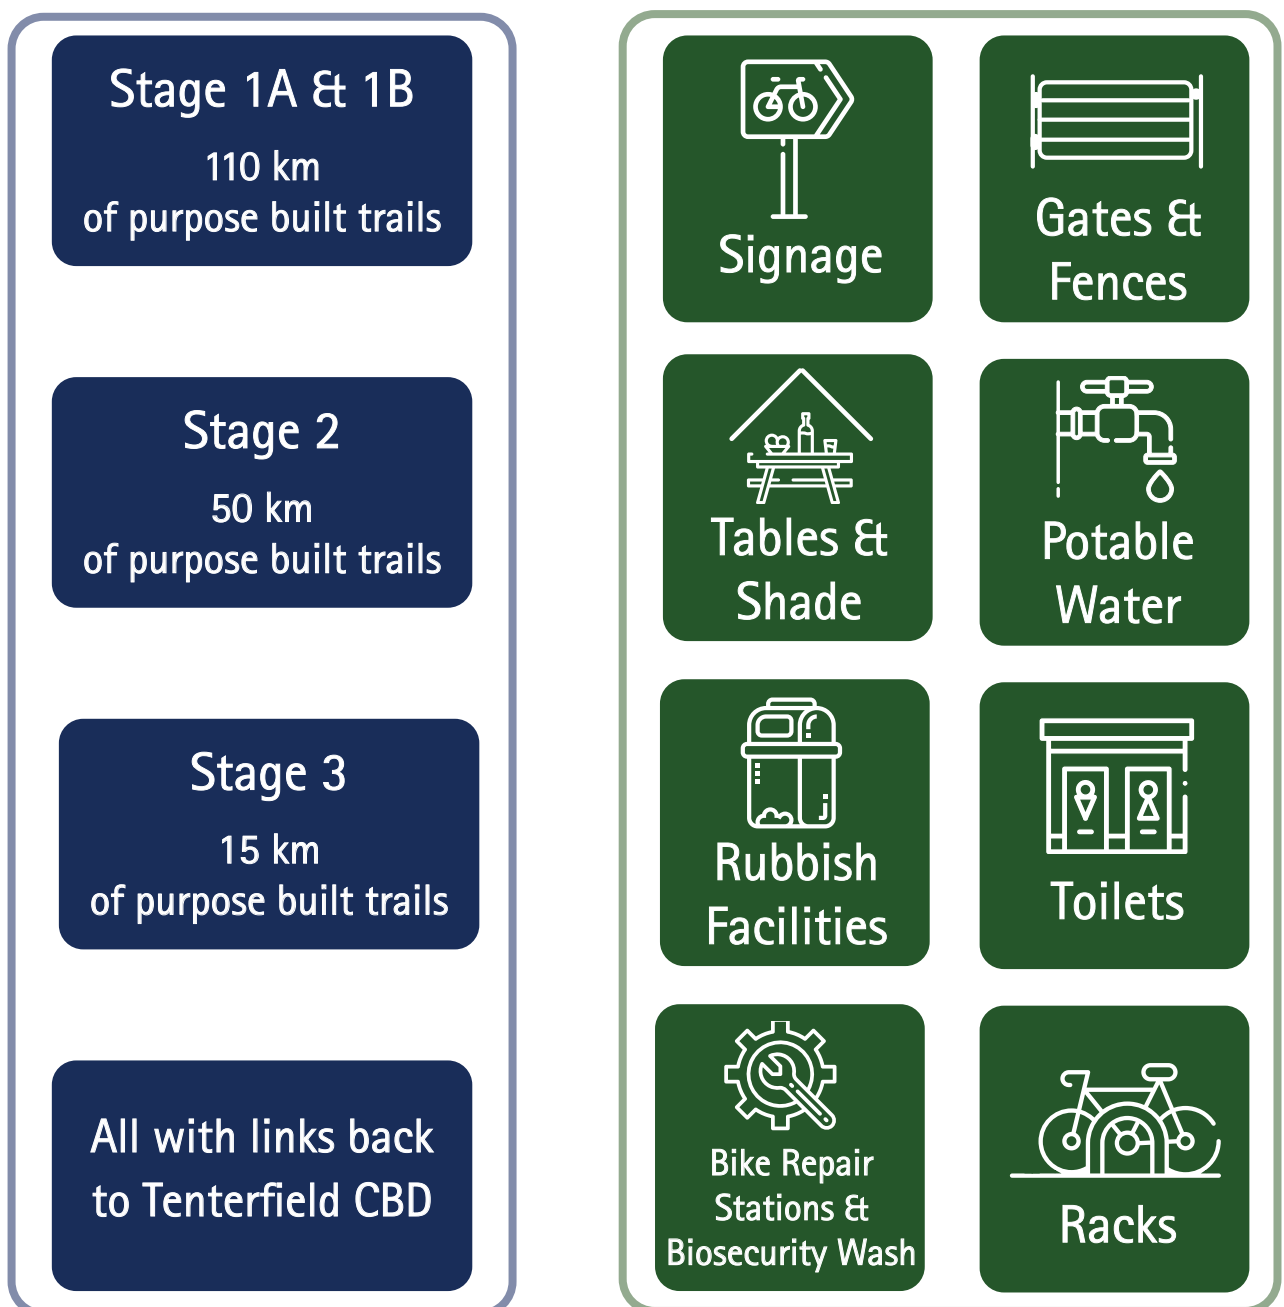 Stage 1A & 1B
110 km
of purpose built trails
Stage 2
50 km
of purpose built trails
Stage 3
15 km
of purpose built trails
All with links back
to Tenterfield CBD
Signage
Gates &
Fences
Tables &
Shade
Potable
Water
Rubbish
Facilities
Toilets
Bike Repair
Stations &
Biosecurity Wash
Racks